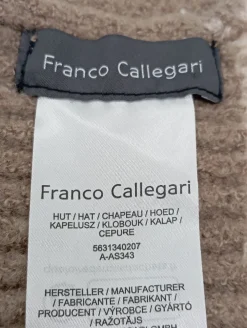 Franco Callegari
Franco Callegari
HUT / HAT / CHAPEAU / HOED /
KAPELUSZ / KLOBOUK / KALAP /
CEPURE
5631340207
A-AS343
HERSTELLER / MANUFACTURER
/ FABRICANTE / FABRIKANT /
PRODUCENT / VÝROBCE / GYÁRTÓ
/ RAŽOTĀJS